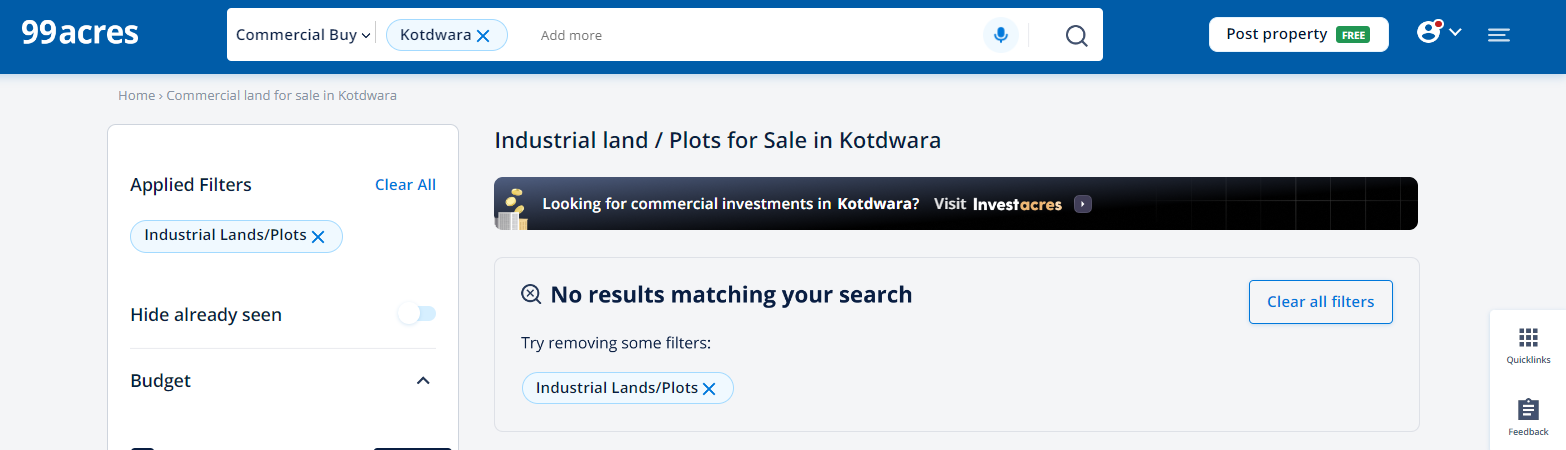 99acres
Commercial Buy
Kotdwara
Add more
Post property FREE
Home › Commercial land for sale in Kotdwara
Applied Filters
Clear All
Industrial Lands/Plots
Hide already seen
Budget
Industrial land / Plots for Sale in Kotdwara
Looking for commercial investments in Kotdwara? Visit Investacres
No results matching your search
Clear all filters
Try removing some filters:
Industrial Lands/Plots
Quicklinks
Feedback